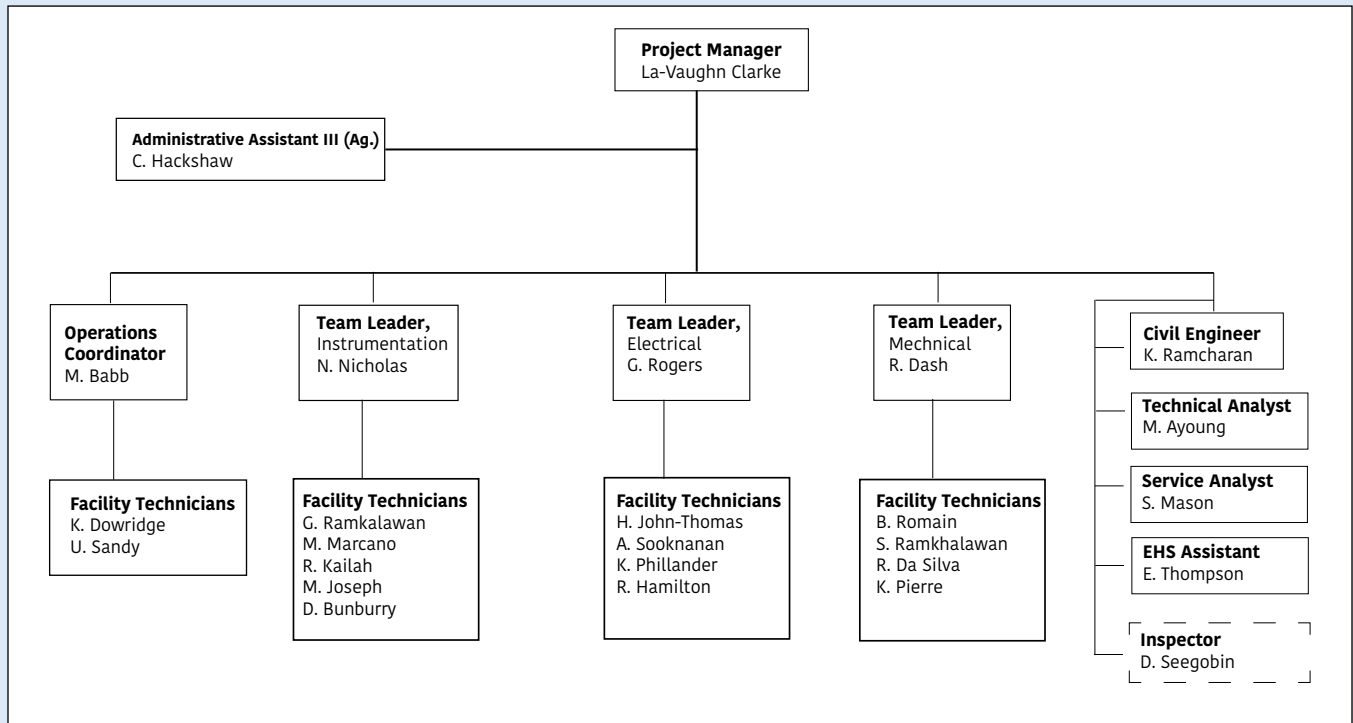 Project Manager
La-Vaughn Clarke
Administrative Assistant III (Ag.)
C. Hackshaw
Operations
Coordinator
M. Babb
Team Leader,
Instrumentation
N. Nicholas
Team Leader,
Electrical
G. Rogers
Team Leader,
Mechnical
R. Dash
Civil Engineer
K. Ramcharan
Technical Analyst
M. Ayoung
Service Analyst
S. Mason
EHS Assistant
E. Thompson
Inspector
D. Seegobin
Facility Technicians
K. Dowridge
U. Sandy
Facility Technicians
G. Ramkalawan
M. Marcano
R. Kailah
M. Joseph
D. Bunburry
Facility Technicians
H. John-Thomas
A. Sooknanan
K. Phillander
R. Hamilton
Facility Technicians
B. Romain
S. Ramkhalawan
R. Da Silva
K. Pierre